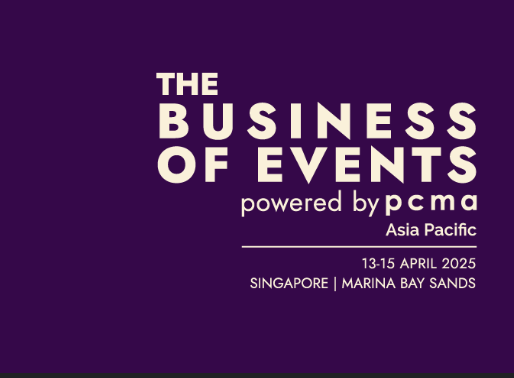 THE
BUSINESS
OF EVENTS
powered by pcma
Asia Pacific
13-15 APRIL 2025
SINGAPORE | MARINA BAY SANDS